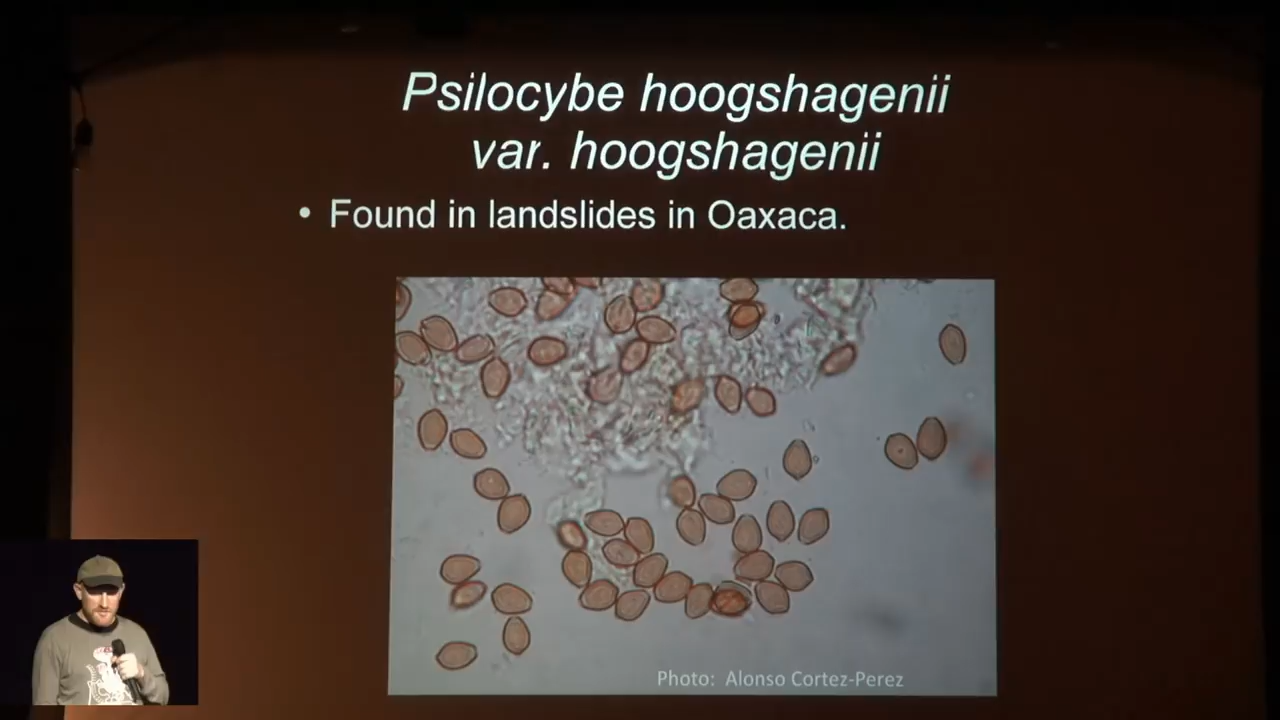 Psilocybe hoogshagenii
var. hoogshagenii
• Found in landslides in Oaxaca.
Photo: Alonso Cortez-Perez